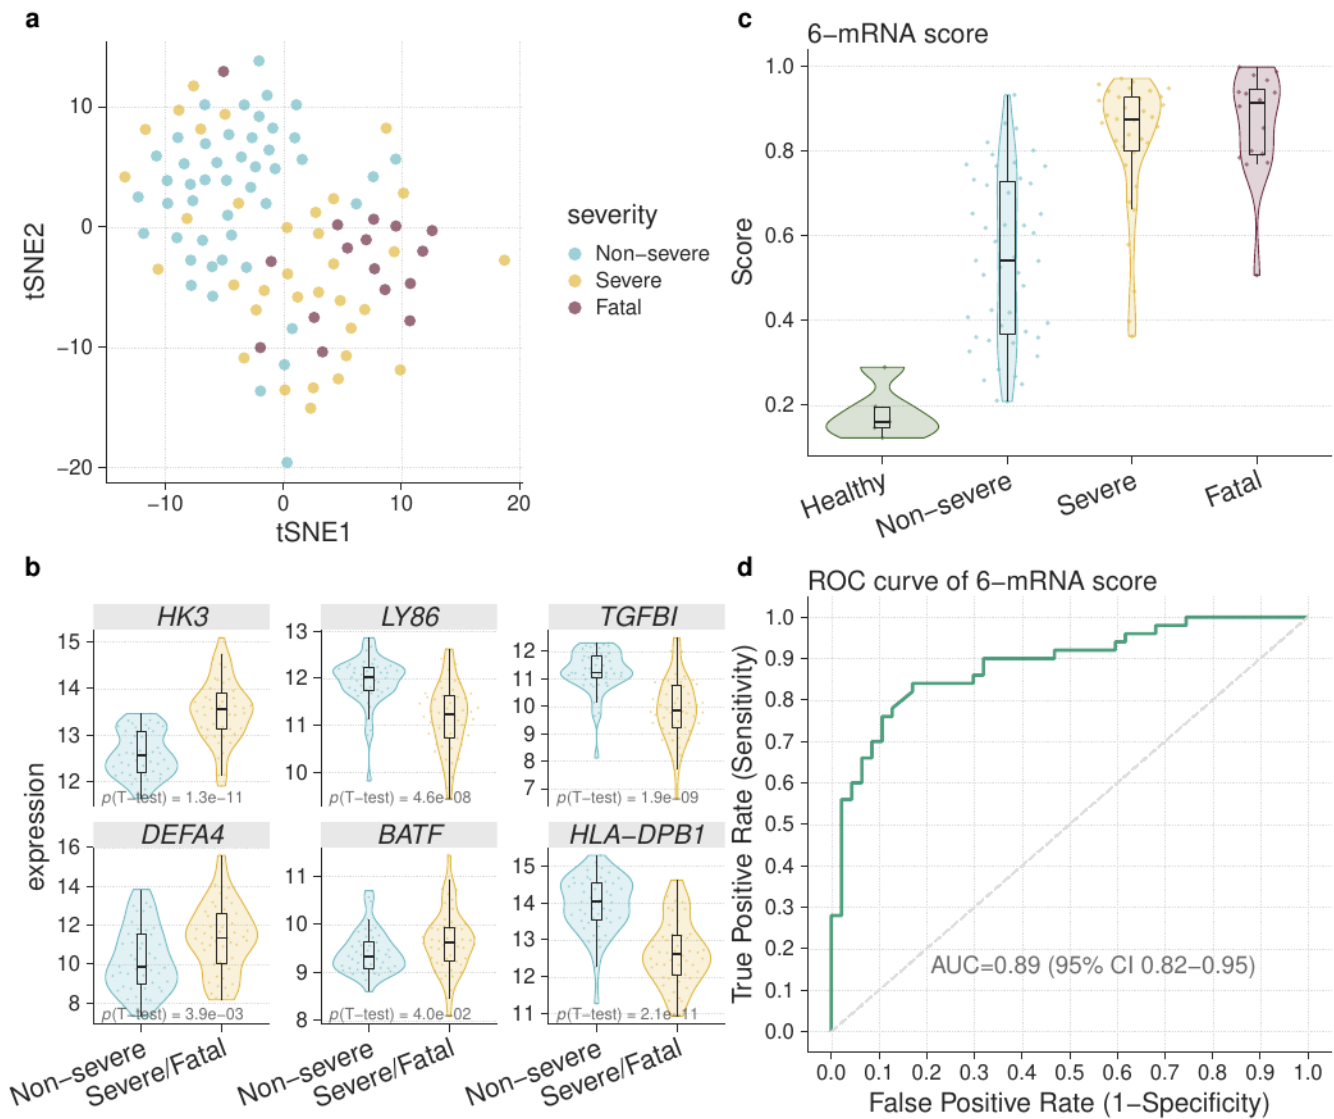 a
10
0
−10
−20
tSNE2
−10
0
10
20
tSNE1
severity
Non−severe
Severe
Fatal
c
6−mRNA score
1.0
0.8
0.6
0.4
0.2
Score
Healthy
Non−severe
Severe
Fatal
b
expression
HK3
15
14
13
12
p(T−test) = 1.3e−11
LY86
13
12
11
10
p(T−test) = 4.6e−08
TGFBI
12
11
10
9
8
7
p(T−test) = 1.9e−09
DEFA4
16
14
12
10
8
p(T−test) = 3.9e−03
Non−severe
Severe/Fatal
BATF
11
10
9
8
p(T−test) = 4.0e−02
Non−severe
Severe/Fatal
HLA−DPB1
15
14
13
12
11
p(T−test) = 2.1e−11
Non−severe
Severe/Fatal
d
ROC curve of 6−mRNA score
1.0
0.9
0.8
0.7
0.6
0.5
0.4
0.3
0.2
0.1
0.0
True Positive Rate (Sensitivity)
AUC=0.89 (95% CI 0.82−0.95)
0.0
0.1
0.2
0.3
0.4
0.5
0.6
0.7
0.8
0.9
1.0
False Positive Rate (1−Specificity)